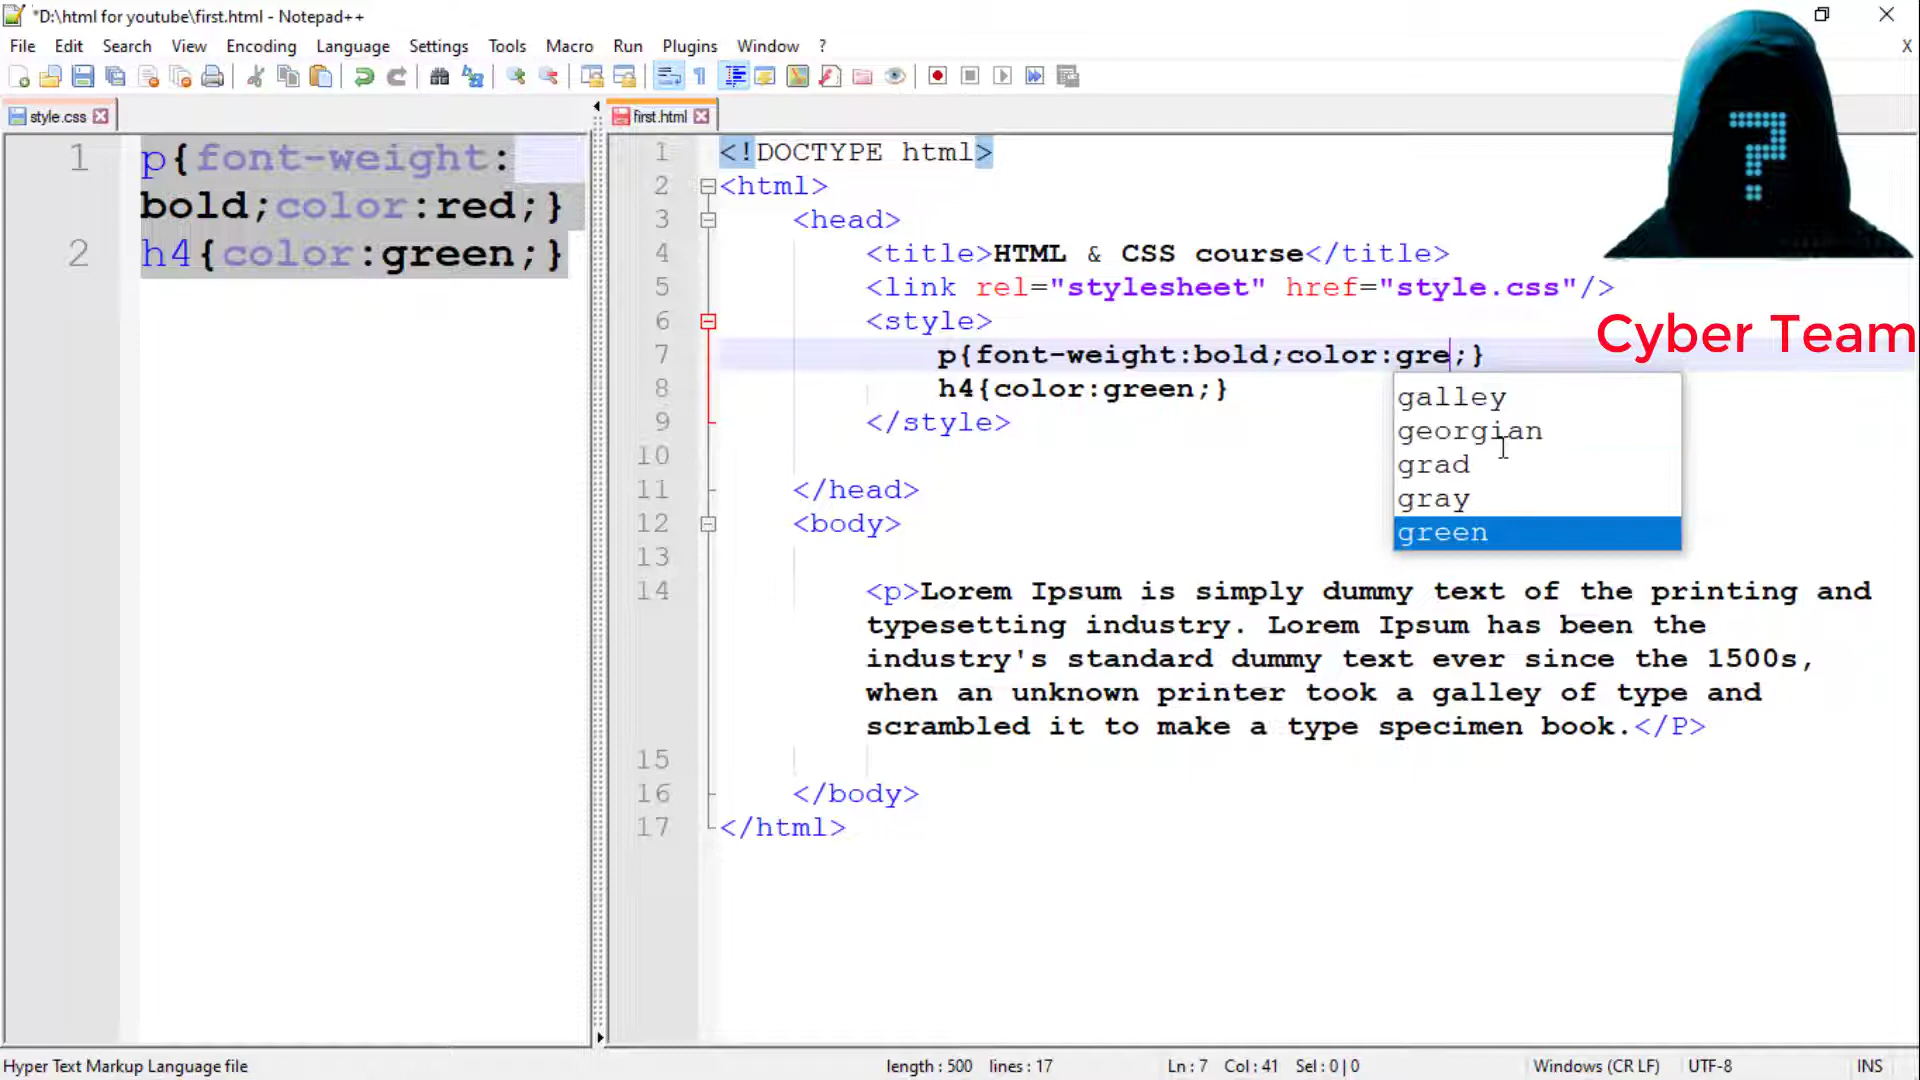 *D:\html for youtube\first.html - Notepad++
File Edit Search View Encoding Language Settings Tools Macro Run Plugins Window ? X
style.css
1 p{font-weight:
bold;color:red;}
2 h4{color:green;}
first.html
1 <!DOCTYPE html>
2 <html>
3 <head>
4 <title>HTML & CSS course</title>
5 <link rel="stylesheet" href="style.css"/>
6 <style>
7 p{font-weight:bold;color:gre;}
8 h4{color:green;}
9 </style>
10
11 </head>
12 <body>
13
14 <p>Lorem Ipsum is simply dummy text of the printing and
typesetting industry. Lorem Ipsum has been the
industry's standard dummy text ever since the 1500s,
when an unknown printer took a galley of type and
scrambled it to make a type specimen book.</P>
15
16 </body>
17 </html>
galley
georgian
grad
gray
green
?
Cyber Team
Hyper Text Markup Language file length : 500 lines : 17 Ln : 7 Col : 41 Sel : 0 | 0 Windows (CR LF) UTF-8 INS